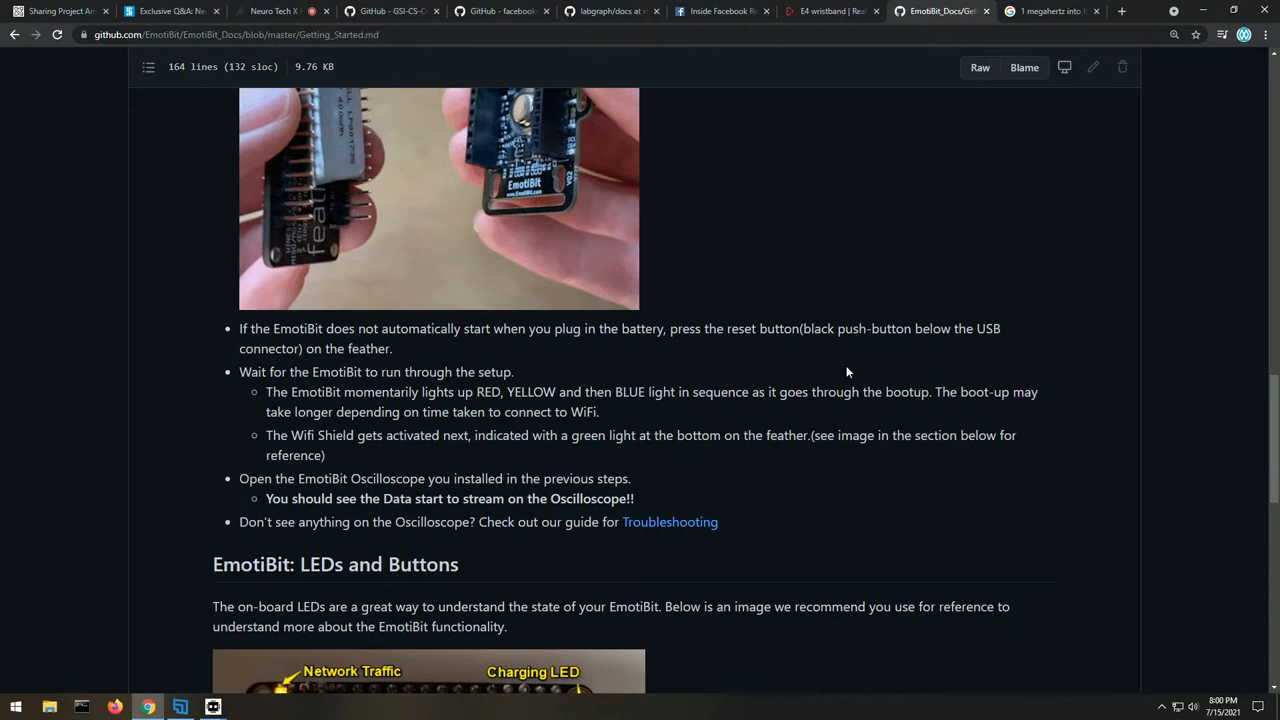 Sharing Project Am
Exclusive Q&A: Ne
Neuro Tech X
GitHub - GSI-CS-C
GitHub - facebook
labgraph/docs at m
Inside Facebook Re
E4 wristband | Rea
EmotiBit_Docs/Get
1 megahertz into h
github.com/EmotiBit/EmotiBit_Docs/blob/master/Getting_Started.md
164 lines (132 sloc) 9.76 KB
Raw Blame
EmotiBit
www.EmotiBit.com
V02
feat
• If the EmotiBit does not automatically start when you plug in the battery, press the reset button(black push-button below the USB
connector) on the feather.
• Wait for the EmotiBit to run through the setup.
The EmotiBit momentarily lights up RED, YELLOW and then BLUE light in sequence as it goes through the bootup. The boot-up may
take longer depending on time taken to connect to WiFi.
The Wifi Shield gets activated next, indicated with a green light at the bottom on the feather.(see image in the section below for
reference)
• Open the EmotiBit Oscilloscope you installed in the previous steps.
You should see the Data start to stream on the Oscilloscope!!
• Don't see anything on the Oscilloscope? Check out our guide for Troubleshooting
EmotiBit: LEDs and Buttons
The on-board LEDs are a great way to understand the state of your EmotiBit. Below is an image we recommend you use for reference to
understand more about the EmotiBit functionality.
Network Traffic Charging LED
8:00 PM
7/15/2021